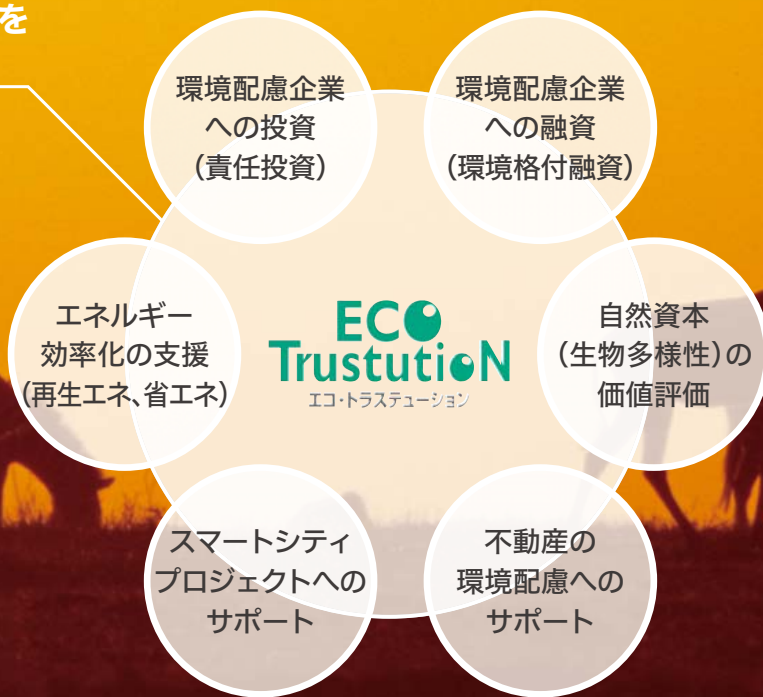 を
環境配慮企業
への投資
(責任投資)
環境配慮企業
への融資
(環境格付融資)
エネルギー
効率化の支援
(再生エネ、省エネ)
ECO
TrustutioN
エコ・トラステューション
自然資本
(生物多様性)の
価値評価
スマートシティ
プロジェクトへの
サポート
不動産の
環境配慮への
サポート